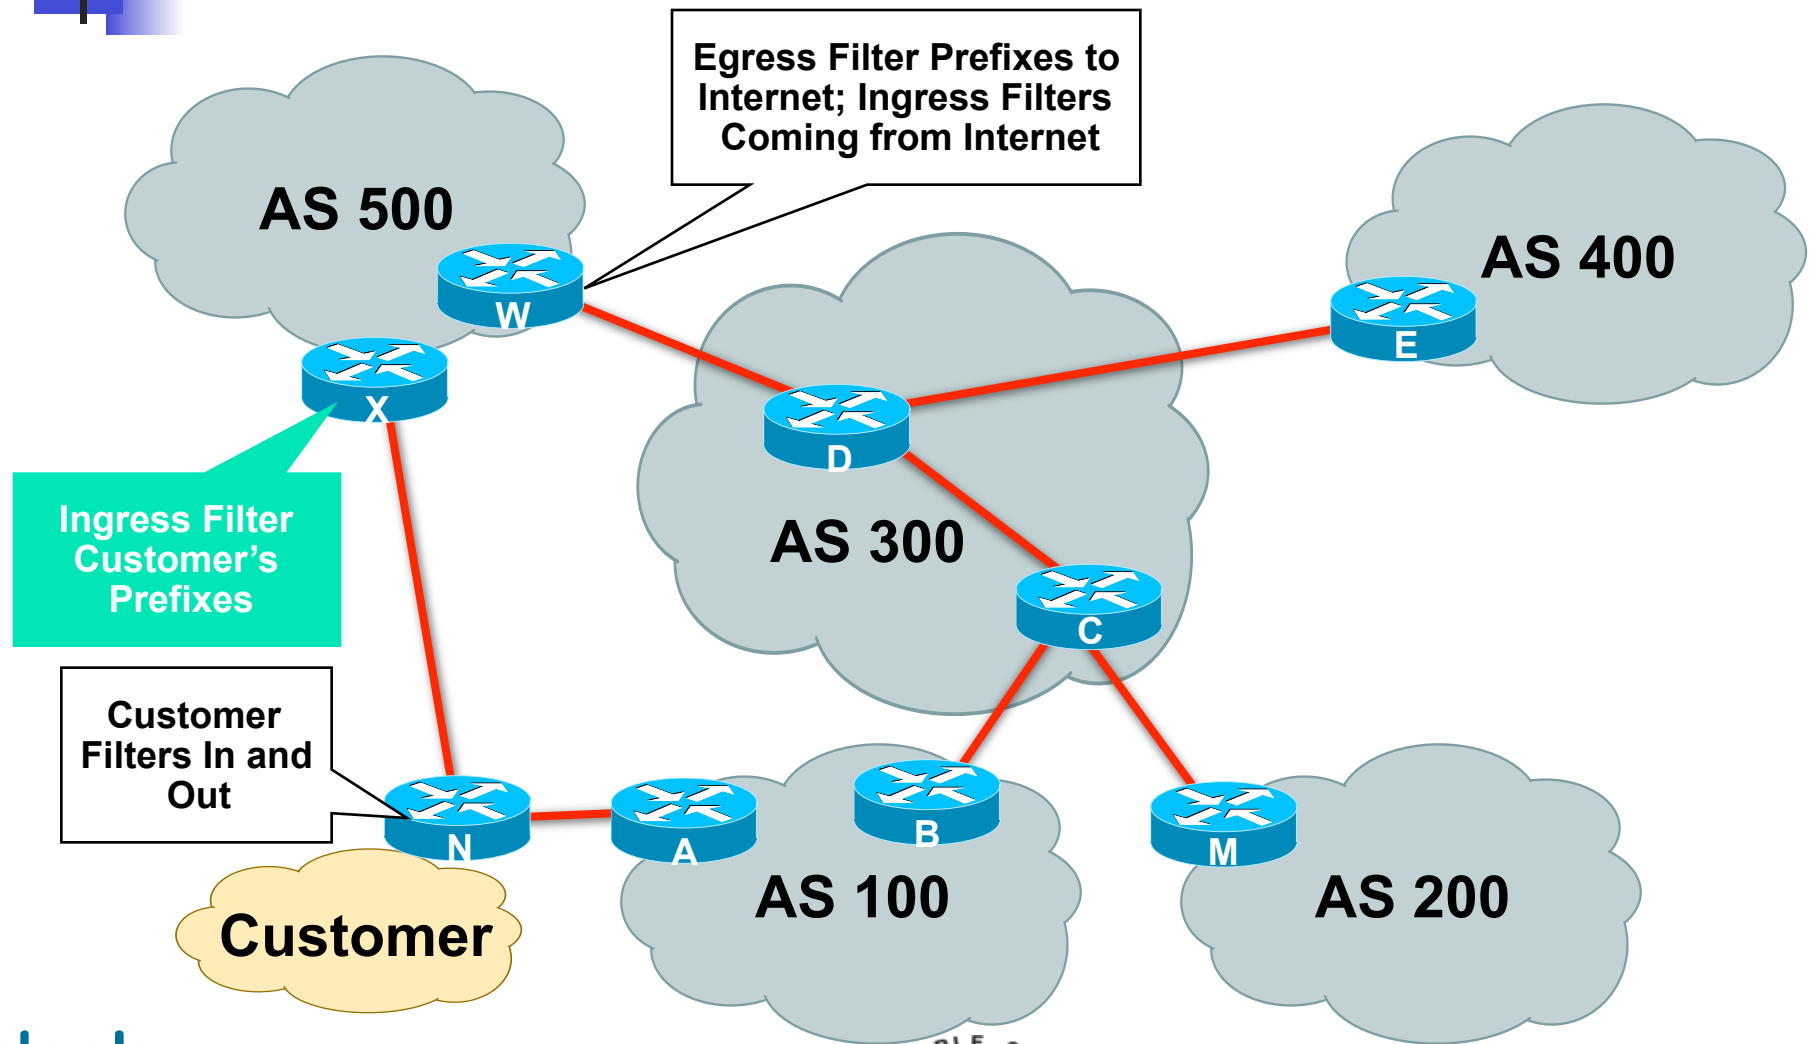 Egress Filter Prefixes to
Internet; Ingress Filters
Coming from Internet
AS 500
AS 400
W
E
X
D
Ingress Filter
Customer’s
Prefixes
AS 300
C
Customer
Filters In and
Out
N
A
B
M
AS 100
AS 200
Customer